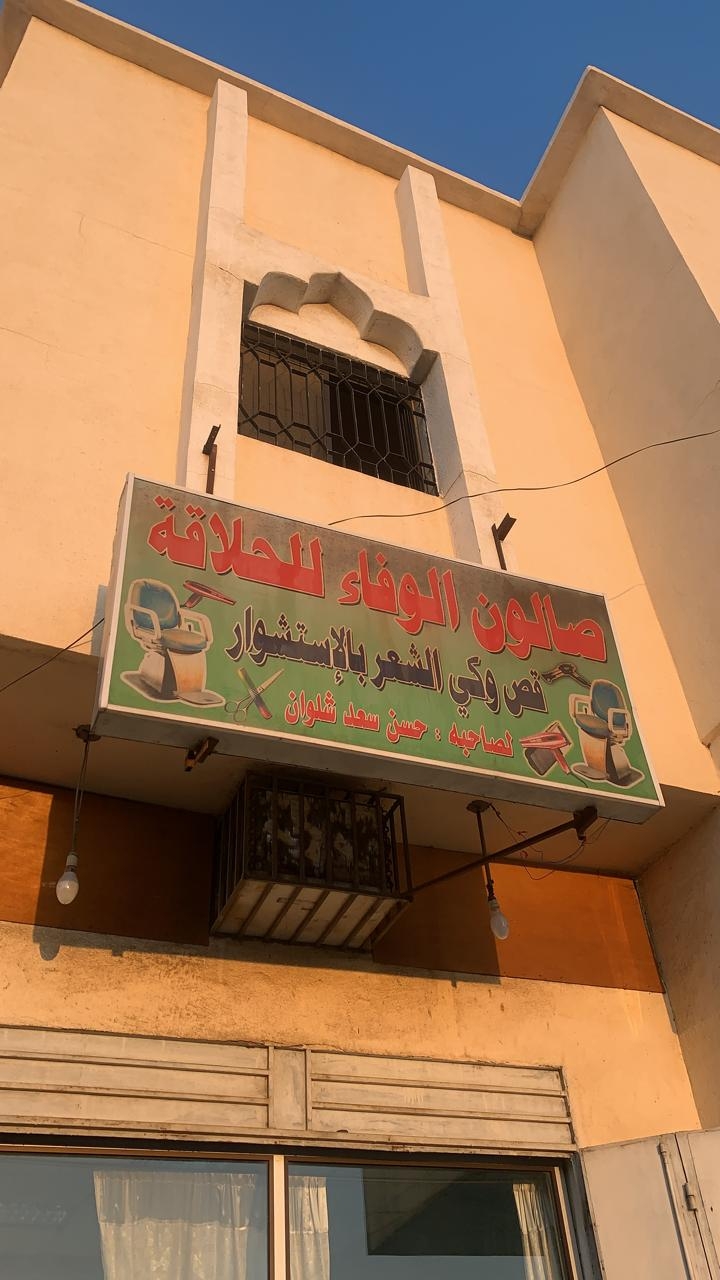 صالون الوفاء للحلاقة
قص وكي الشعر بالإستشوار
لصاحبه : حسن سعد شلوان